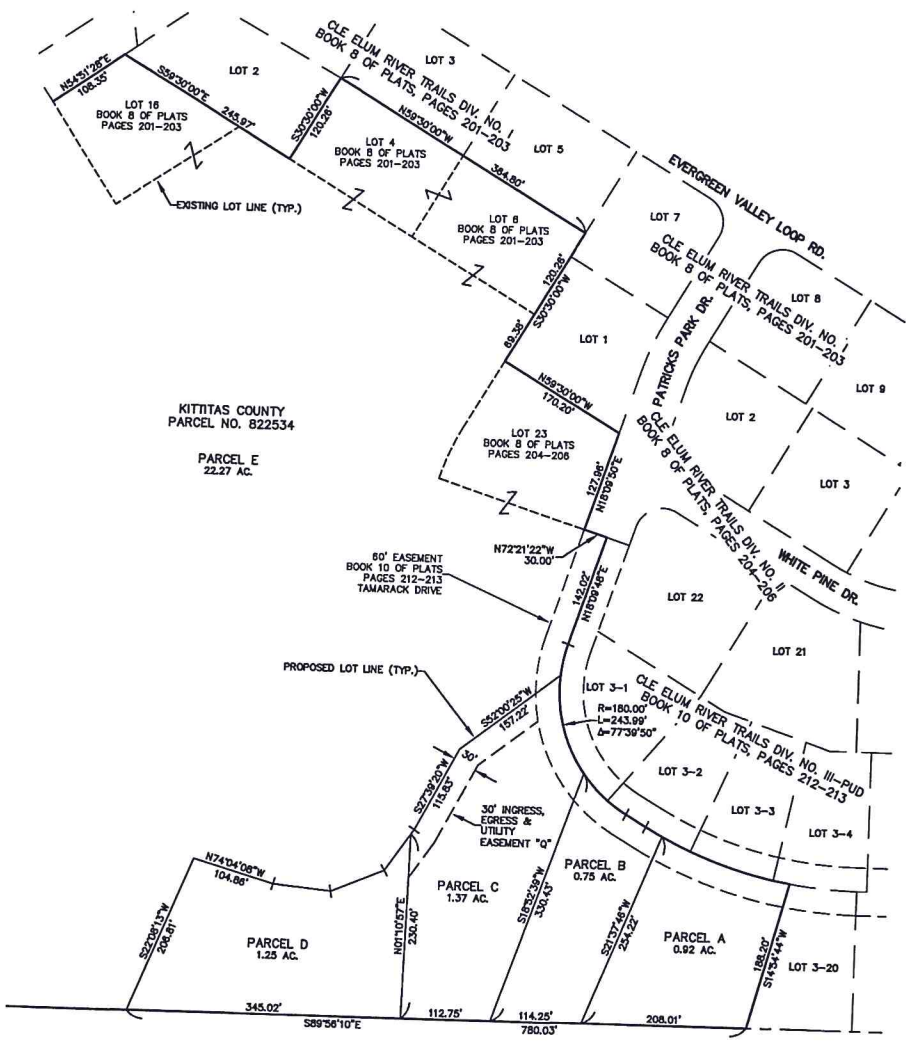 CLE ELUM RIVER TRAILS DIV. NO. I
BOOK 8 OF PLATS, PAGES 201-203
LOT 3
LOT 2
N54°51'28"E
108.35'
S59°30'00"E
245.97'
LOT 16
BOOK 8 OF PLATS
PAGES 201-203
S30°30'00"W
120.26'
N59°30'00"W
384.80'
LOT 4
BOOK 8 OF PLATS
PAGES 201-203
LOT 5
EVERGREEN VALLEY LOOP RD.
EXISTING LOT LINE (TYP.)
LOT 6
BOOK 8 OF PLATS
PAGES 201-203
LOT 7
CLE ELUM RIVER TRAILS DIV. NO. I
BOOK 8 OF PLATS, PAGES 201-203
LOT 8
120.26'
S30°30'00"W
69.38'
LOT 1
PATRICKS PARK DR.
LOT 9
N59°30'00"W
170.20'
LOT 2
KITTITAS COUNTY
PARCEL NO. 822534
PARCEL E
22.27 AC.
LOT 23
BOOK 8 OF PLATS
PAGES 204-206
CLE ELUM RIVER TRAILS DIV. NO. II
BOOK 8 OF PLATS, PAGES 204-206
LOT 3
127.96'
N18°09'50"E
N72°21'22"W
30.00'
WHITE PINE DR.
60' EASEMENT
BOOK 10 OF PLATS
PAGES 212-213
TAMARACK DRIVE
142.02'
N18°09'48"E
LOT 22
LOT 21
PROPOSED LOT LINE (TYP.)
S52°00'25"W
157.22'
LOT 3-1
R=180.00'
L=243.99'
Δ=77°39'50"
CLE ELUM RIVER TRAILS DIV. NO. III-PUD
BOOK 10 OF PLATS, PAGES 212-213
30'
S27°39'20"W
115.83'
LOT 3-2
LOT 3-3
LOT 3-4
30' INGRESS,
EGRESS &
UTILITY
EASEMENT "Q"
N74°04'08"W
104.86'
PARCEL B
0.75 AC.
PARCEL C
1.37 AC.
S18°52'39"W
330.43'
S22°08'13"W
206.81'
PARCEL D
1.25 AC.
N01°10'57"E
230.40'
S21°37'46"W
254.22'
PARCEL A
0.92 AC.
188.20'
S14°54'44"W
LOT 3-20
345.02'
112.75'
114.25'
208.01'
S89°56'10"E
780.03'